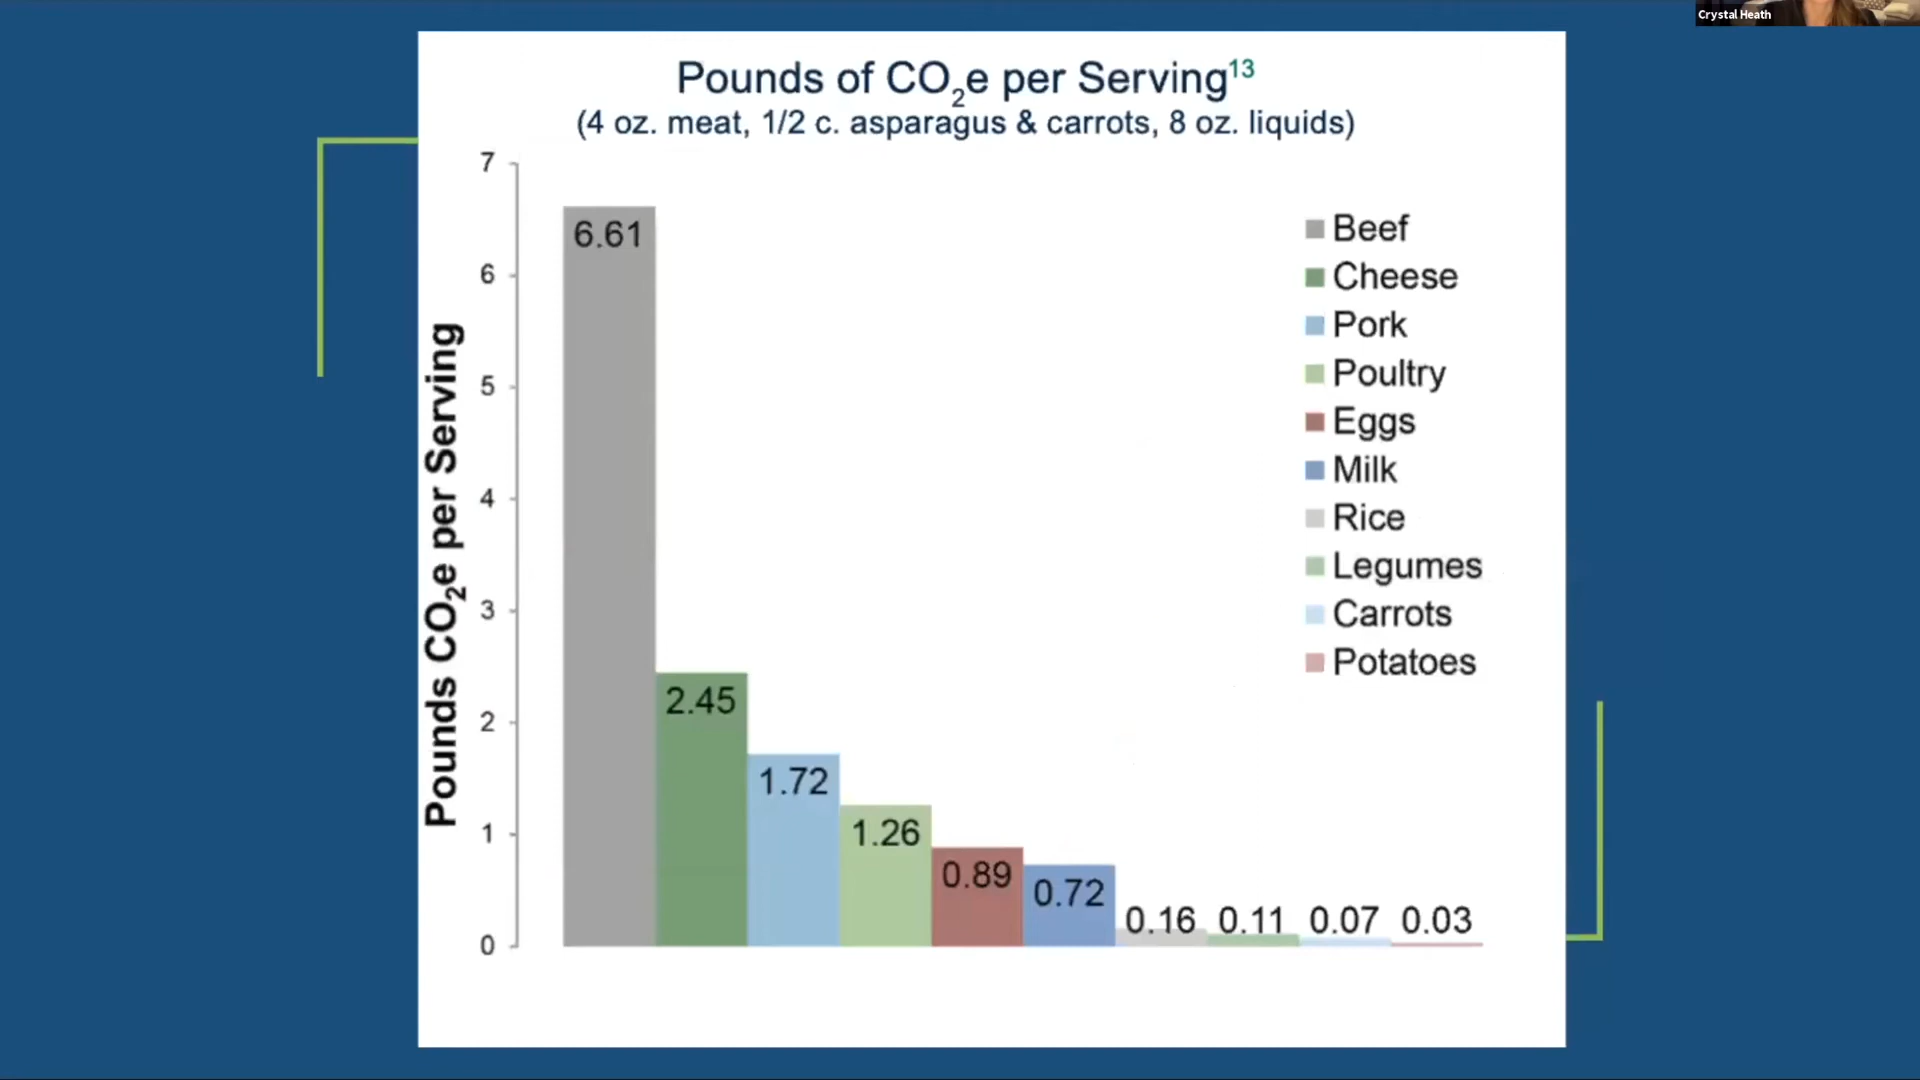 Crystal Heath
Pounds of CO₂e per Serving¹³
(4 oz. meat, 1/2 c. asparagus & carrots, 8 oz. liquids)
Pounds CO₂e per Serving
7
6
5
4
3
2
1
0
6.61
2.45
1.72
1.26
0.89
0.72
0.16
0.11
0.07
0.03
Beef
Cheese
Pork
Poultry
Eggs
Milk
Rice
Legumes
Carrots
Potatoes